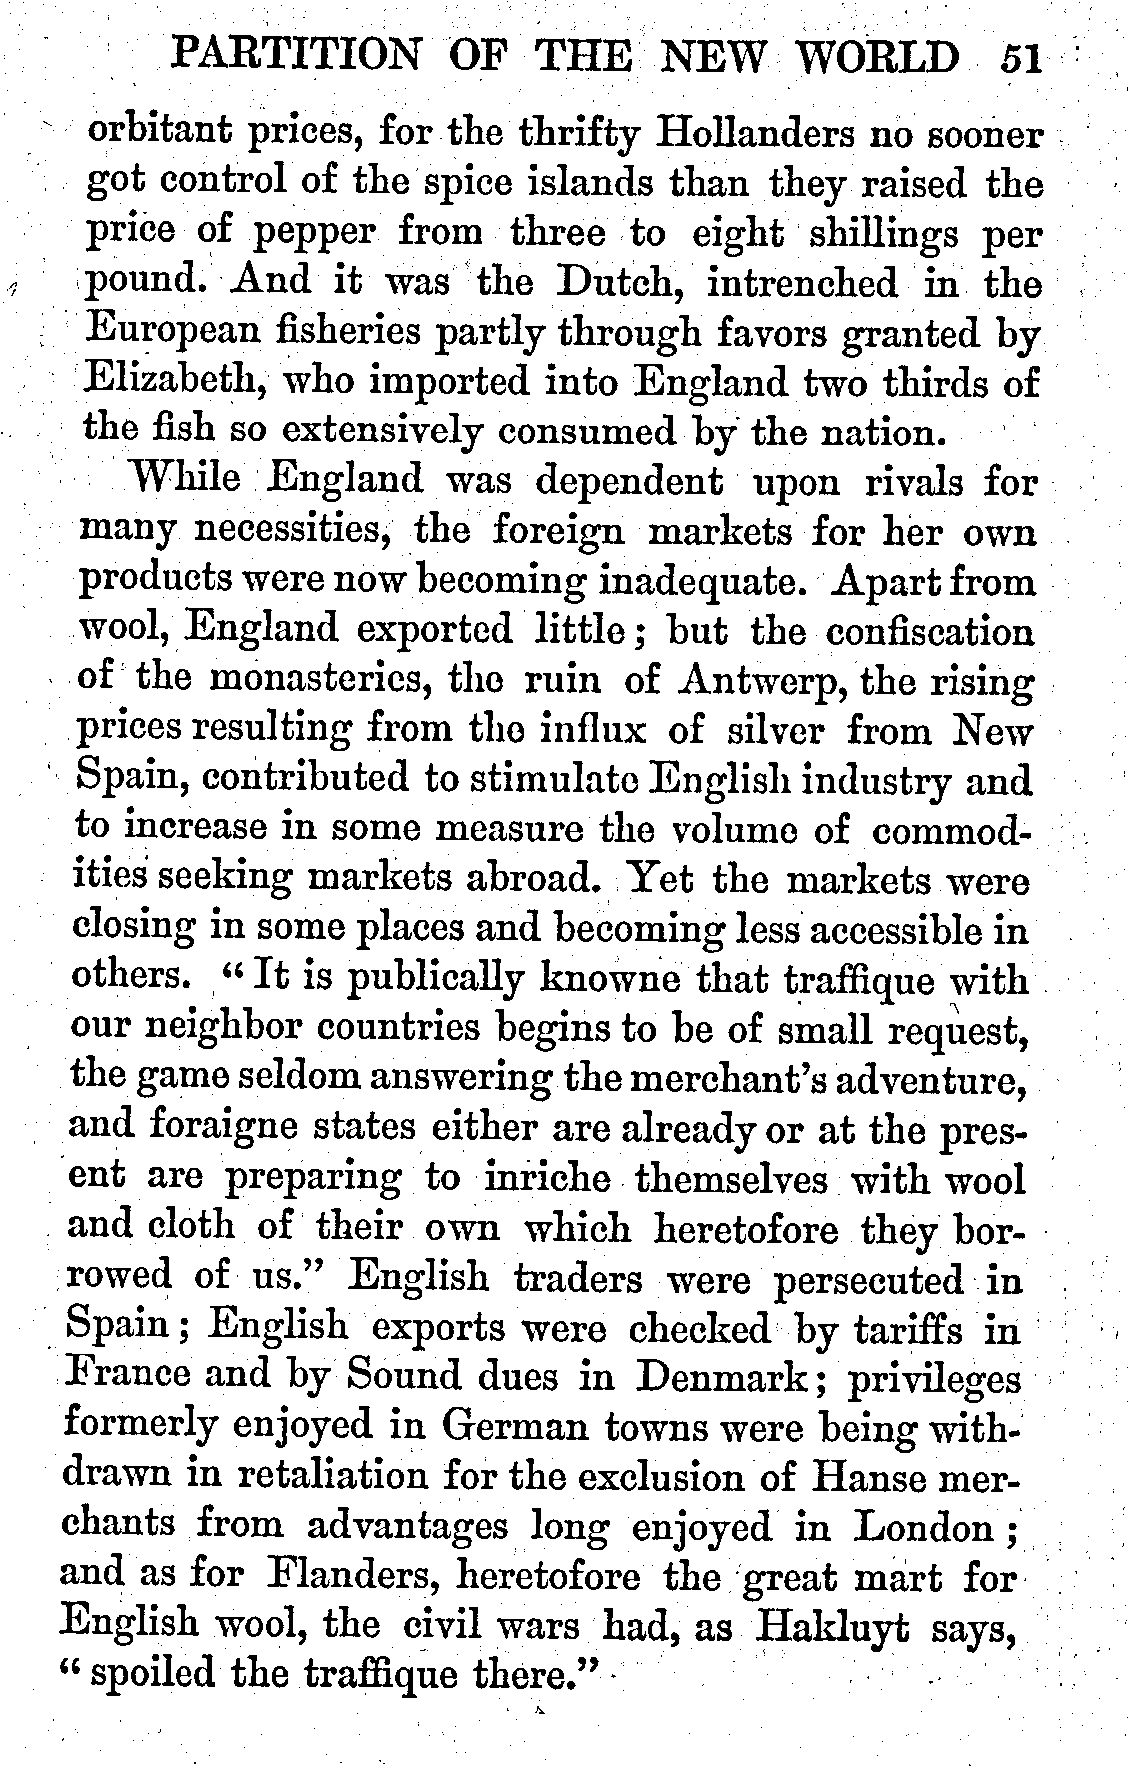 PARTITION OF THE NEW WORLD 51
orbitant prices, for the thrifty Hollanders no sooner
got control of the spice islands than they raised the
price of pepper from three to eight shillings per
pound. And it was the Dutch, intrenched in the
European fisheries partly through favors granted by
Elizabeth, who imported into England two thirds of
the fish so extensively consumed by the nation.
While England was dependent upon rivals for
many necessities, the foreign markets for her own
products were now becoming inadequate. Apart from
wool, England exported little; but the confiscation
of the monasteries, the ruin of Antwerp, the rising
prices resulting from the influx of silver from New
Spain, contributed to stimulate English industry and
to increase in some measure the volume of commod-
ities seeking markets abroad. Yet the markets were
closing in some places and becoming less accessible in
others. "It is publically knowne that traffique with
our neighbor countries begins to be of small request,
the game seldom answering the merchant's adventure,
and foraigne states either are already or at the pres-
ent are preparing to inriche themselves with wool
and cloth of their own which heretofore they bor-
rowed of us." English traders were persecuted in
Spain; English exports were checked by tariffs in
France and by Sound dues in Denmark; privileges
formerly enjoyed in German towns were being with-
drawn in retaliation for the exclusion of Hanse mer-
chants from advantages long enjoyed in London;
and as for Flanders, heretofore the great mart for
English wool, the civil wars had, as Hakluyt says,
"spoiled the traffique there."